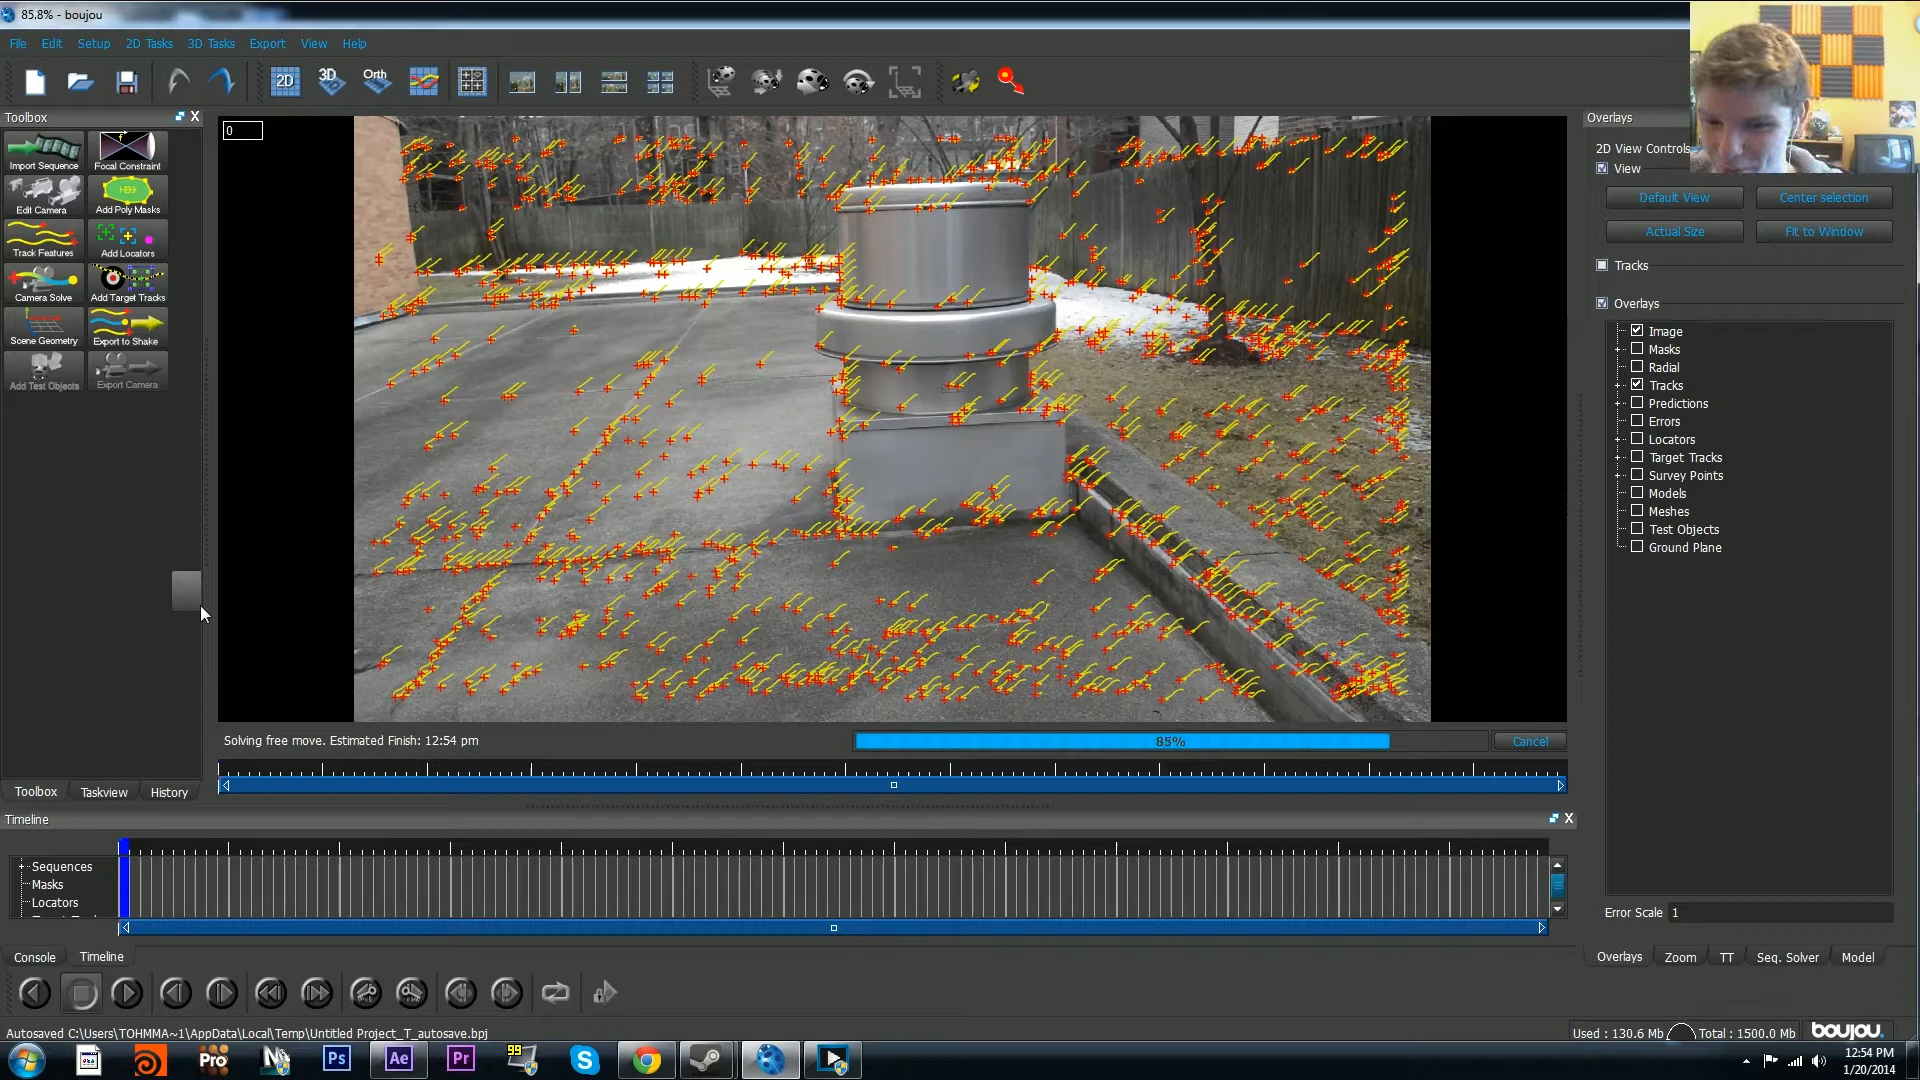 85.8% - boujou
File Edit Setup 2D Tasks 3D Tasks Export View Help
2D 3D Orth
Toolbox X
Import Sequence Focal Constraint
Edit Camera Add Poly Masks
Track Features Add Locators
Camera Solve Add Target Tracks
Scene Geometry Export to Shake
Add Test Objects Export Camera
0
Overlays
2D View Controls
View
Default View Center selection
Actual Size Fit to Window
Tracks
Overlays
Image
Masks
Radial
Tracks
Predictions
Errors
Locators
Target Tracks
Survey Points
Models
Meshes
Test Objects
Ground Plane
Error Scale 1
Solving free move. Estimated Finish: 12:54 pm 85% Cancel
Toolbox Taskview History
Timeline X
Sequences
Masks
Locators
Console Timeline
Overlays Zoom TT Seq. Solver Model
Autosaved C:\Users\TOHMMA~1\AppData\Local\Temp\Untitled Project_T_autosave.bpj
Used : 130.6 Mb Total : 1500.0 Mb boujou.
Pro Ps Ae Pr 99
12:54 PM
1/20/2014